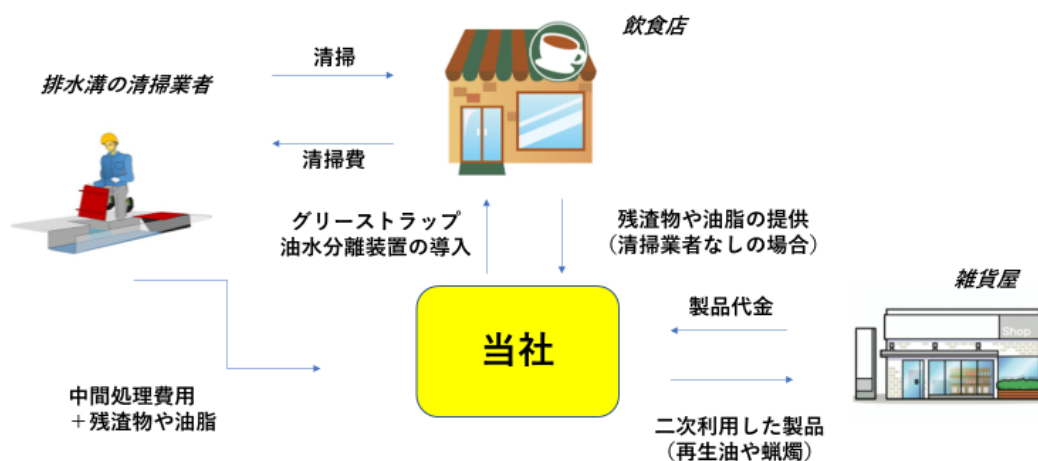 飲食店
清掃
排水溝の清掃業者
清掃費
グリーストラップ
油水分離装置の導入
残渣物や油脂の提供
（清掃業者なしの場合）
雑貨屋
製品代金
Shop
当社
中間処理費用
＋残渣物や油脂
二次利用した製品
（再生油や蝋燭）